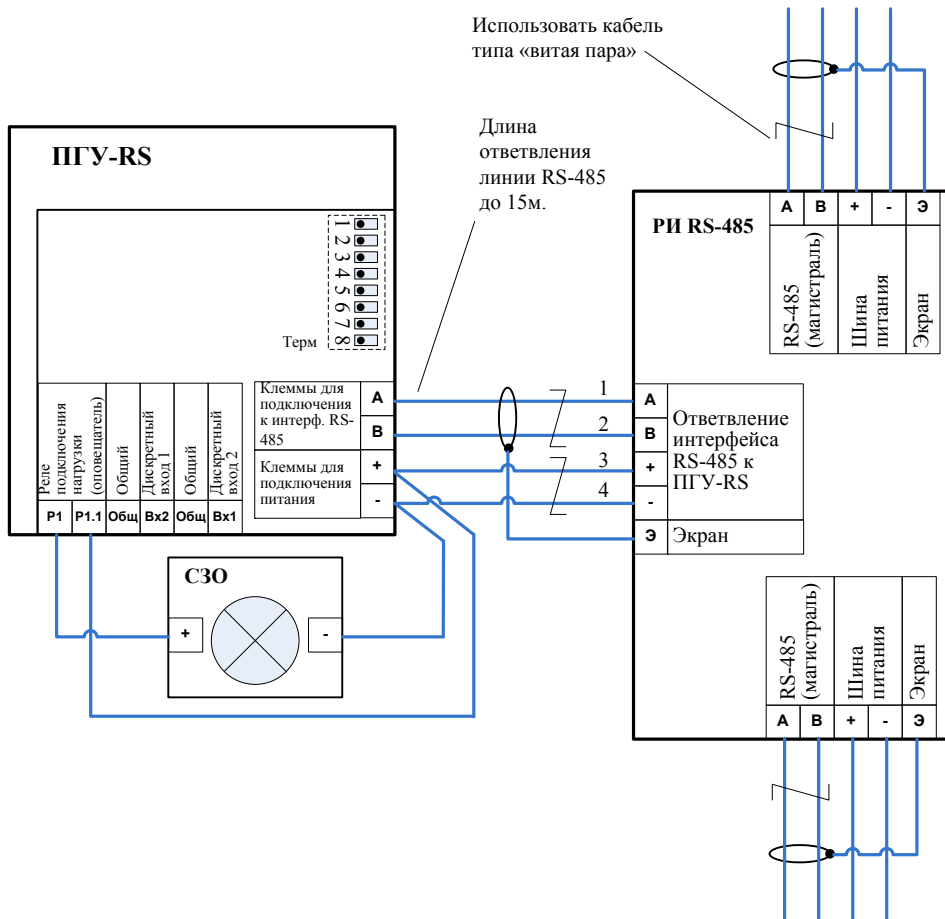 Использовать кабель
типа «витая пара»
Длина
ответвления
линии RS-485
до 15м.
ПГУ-RS
1
2
3
4
5
6
7
8
Терм
Клеммы для
подключения
к интерф. RS-
485
A
B
Клеммы для
подключения
питания
+
-
Реле
подключения
нагрузки
(оповещатель)
Общий
Дискретный
вход 1
Общий
Дискретный
вход 2
P1
P1.1
Общ
Вх2
Общ
Вх1
СЗО
+
-
1
2
3
4
РИ RS-485
A
B
+
-
Э
RS-485
(магистраль)
Шина
питания
Экран
A
B
+
-
Э
Ответвление
интерфейса
RS-485 к
ПГУ-RS
Экран
RS-485
(магистраль)
Шина
питания
Экран
A
B
+
-
Э